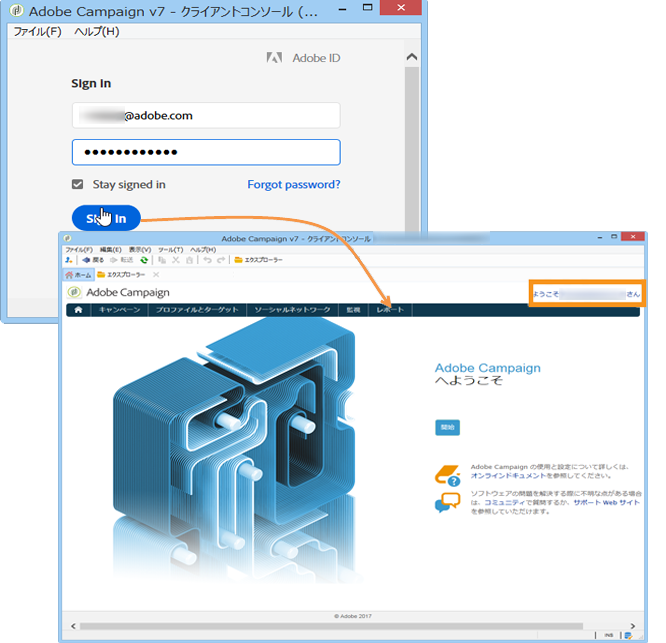 Adobe Campaign v7 - クライアントコンソール (...
ファイル(F) ヘルプ(H)
Adobe ID
Sign In
@adobe.com
••••••••••••
Stay signed in Forgot password?
Sign In
Adobe Campaign v7 - クライアントコンソール
ファイル(F) 編集(E) 表示(V) ツール(T) ヘルプ(H)
戻る 転送 エクスプローラー
ホーム エクスプローラー
Adobe Campaign ようこそ さん
キャンペーン プロファイルとターゲット ソーシャルネットワーク 監視 レポート
Adobe Campaign
へようこそ
開始
Adobe Campaign の使用と設定について詳しくは、
オンラインドキュメントを参照してください。
ソフトウェアの問題を解決する際に不明な点がある場合
は、コミュニティで質問するか、サポート Web サイト
を参照していただけます。
© Adobe 2017
INS